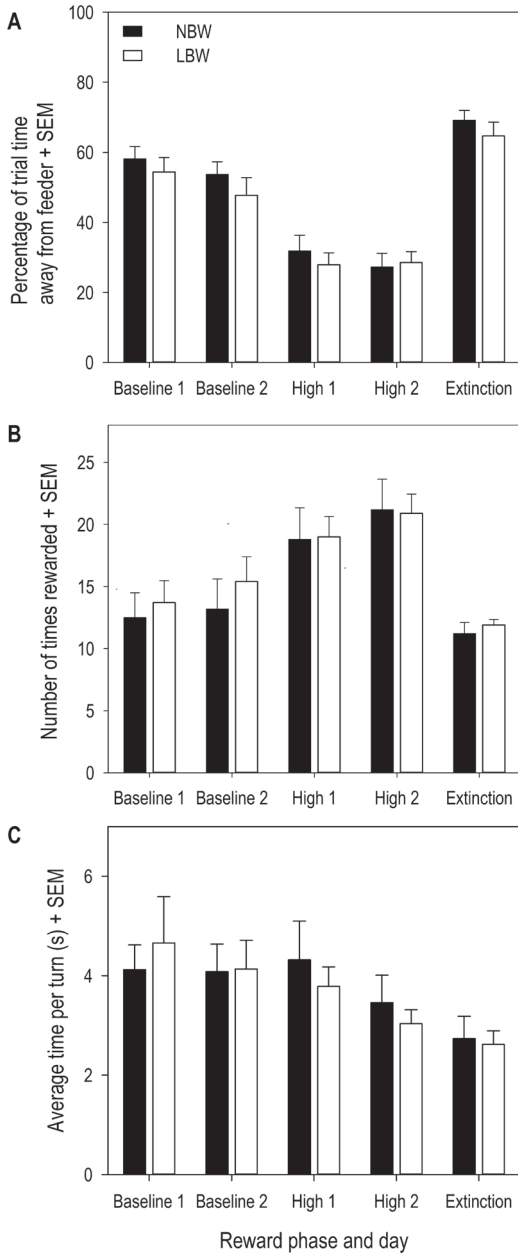 A
100
NBW
LBW
80
60
40
20
0
Percentage of trial time
away from feeder + SEM
Baseline 1 Baseline 2 High 1 High 2 Extinction
B
25
20
15
10
5
0
Number of times rewarded + SEM
Baseline 1 Baseline 2 High 1 High 2 Extinction
C
6
4
2
0
Average time per turn (s) + SEM
Baseline 1 Baseline 2 High 1 High 2 Extinction
Reward phase and day